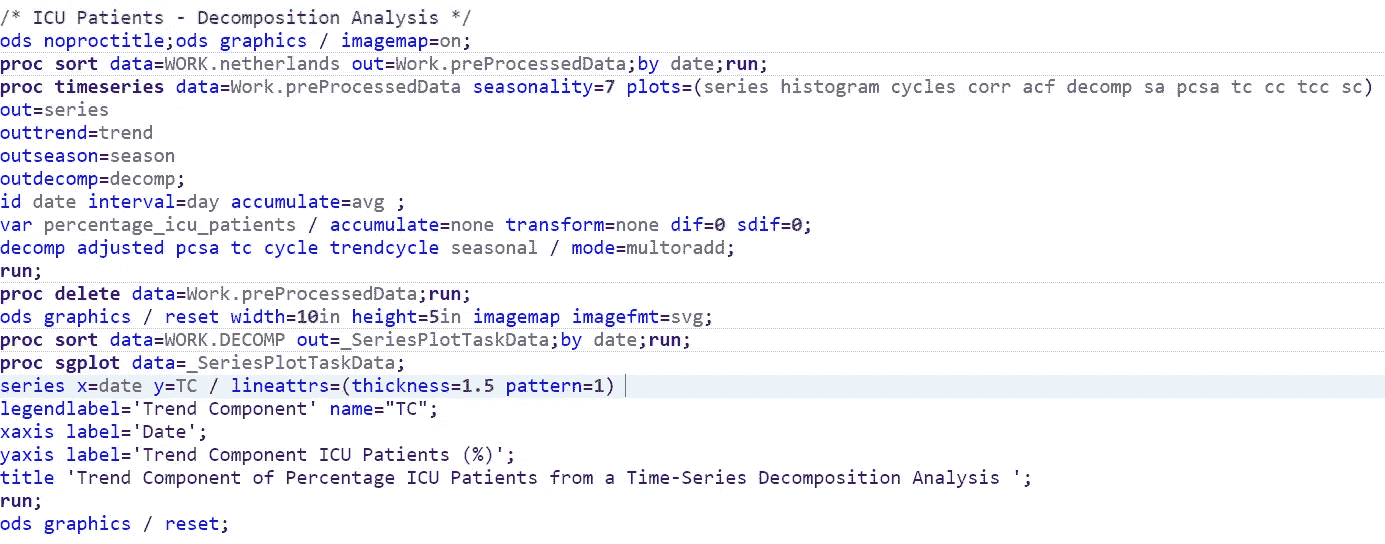 /* ICU Patients - Decomposition Analysis */
ods noproctitle;ods graphics / imagemap=on;
proc sort data=WORK.netherlands out=Work.preProcessedData;by date;run;
proc timeseries data=Work.preProcessedData seasonality=7 plots=(series histogram cycles corr acf decomp sa pcsa tc cc tcc sc)
out=series
outtrend=trend
outseason=season
outdecomp=decomp;
id date interval=day accumulate=avg ;
var percentage_icu_patients / accumulate=none transform=none dif=0 sdif=0;
decomp adjusted pcsa tc cycle trendcycle seasonal / mode=multoradd;
run;
proc delete data=Work.preProcessedData;run;
ods graphics / reset width=10in height=5in imagemap imagefmt=svg;
proc sort data=WORK.DECOMP out=_SeriesPlotTaskData;by date;run;
proc sgplot data=_SeriesPlotTaskData;
series x=date y=TC / lineattrs=(thickness=1.5 pattern=1)
legendlabel='Trend Component' name="TC";
xaxis label='Date';
yaxis label='Trend Component ICU Patients (%)';
title 'Trend Component of Percentage ICU Patients from a Time-Series Decomposition Analysis ';
run;
ods graphics / reset;